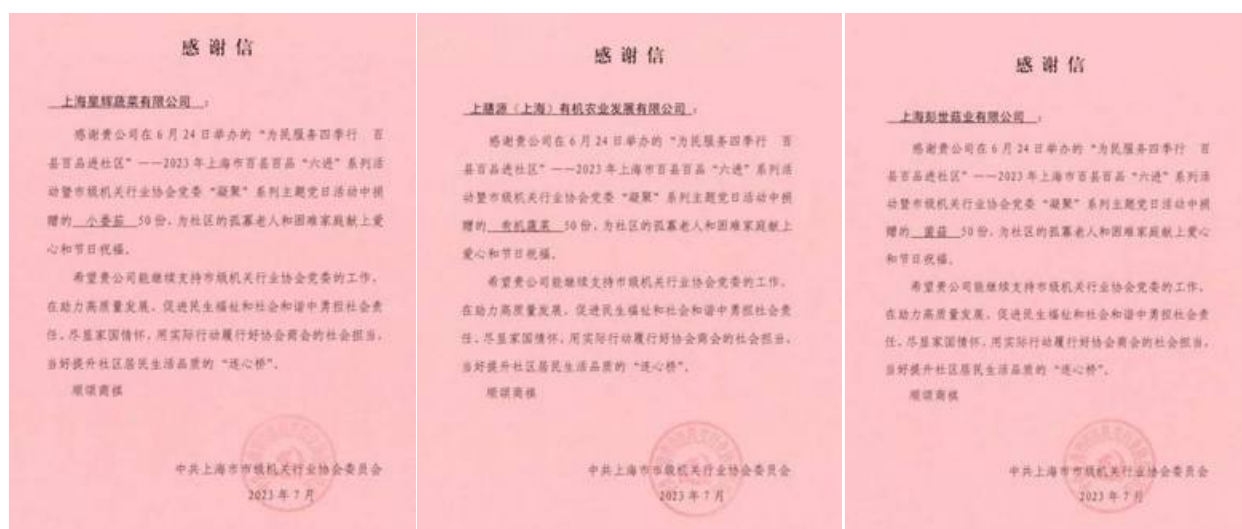 感谢信
上海星辉蔬菜有限公司：
感谢贵公司在6月24日举办的“为民服务四季行 百
县百品进社区”——2023年上海市百县百品“六进”系列活
动暨市级机关行业协会党委“凝聚”系列主题党日活动中捐
赠的 小番茄 50份，为社区的孤寡老人和困难家庭献上爱
心和节日祝福。
希望贵公司能继续支持市级机关行业协会党委的工作，
在助力高质量发展、促进民生福祉和社会和谐中勇担社会责
任、尽显家国情怀，用实际行动履行好协会商会的社会担当，
当好提升社区居民生活品质的“连心桥”。
顺颂商祺
中共上海市市级机关行业协会委员会
2023年7月
感谢信
上膳源（上海）有机农业发展有限公司：
感谢贵公司在6月24日举办的“为民服务四季行 百
县百品进社区”——2023年上海市百县百品“六进”系列活
动暨市级机关行业协会党委“凝聚”系列主题党日活动中捐
赠的 有机蔬菜 50份，为社区的孤寡老人和困难家庭献上
爱心和节日祝福。
希望贵公司能继续支持市级机关行业协会党委的工作，
在助力高质量发展、促进民生福祉和社会和谐中勇担社会责
任、尽显家国情怀，用实际行动履行好协会商会的社会担当，
当好提升社区居民生活品质的“连心桥”。
顺颂商祺
中共上海市市级机关行业协会委员会
2023年7月
感谢信
上海彭世菇业有限公司：
感谢贵公司在6月24日举办的“为民服务四季行 百
县百品进社区”——2023年上海市百县百品“六进”系列活
动暨市级机关行业协会党委“凝聚”系列主题党日活动中捐
赠的 菌菇 50份，为社区的孤寡老人和困难家庭献上爱心
和节日祝福。
希望贵公司能继续支持市级机关行业协会党委的工作，
在助力高质量发展、促进民生福祉和社会和谐中勇担社会责
任、尽显家国情怀，用实际行动履行好协会商会的社会担当，
当好提升社区居民生活品质的“连心桥”。
顺颂商祺
中共上海市市级机关行业协会委员会
2023年7月